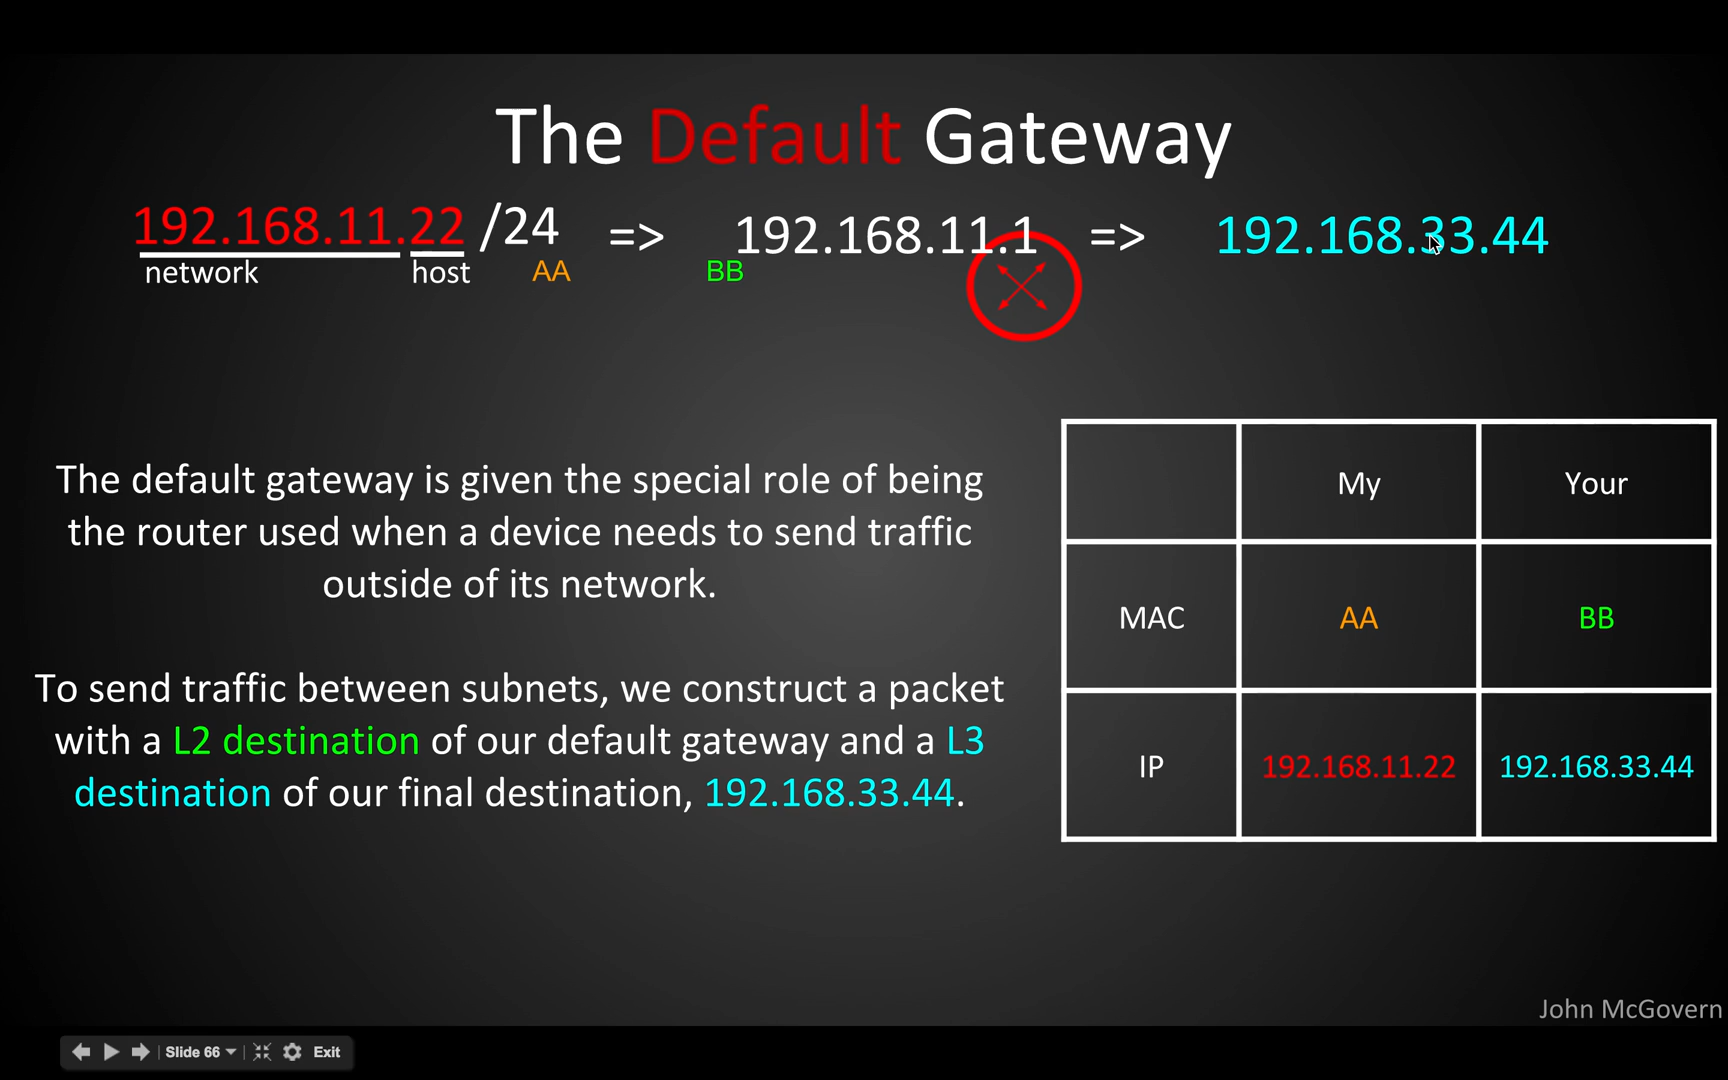 The Default Gateway
192.168.11.22 /24 => 192.168.11.1 => 192.168.33.44
network host AA BB
The default gateway is given the special role of being
the router used when a device needs to send traffic
outside of its network.
To send traffic between subnets, we construct a packet
with a L2 destination of our default gateway and a L3
destination of our final destination, 192.168.33.44.
My Your
MAC AA BB
IP 192.168.11.22 192.168.33.44
John McGovern
Slide 66 Exit